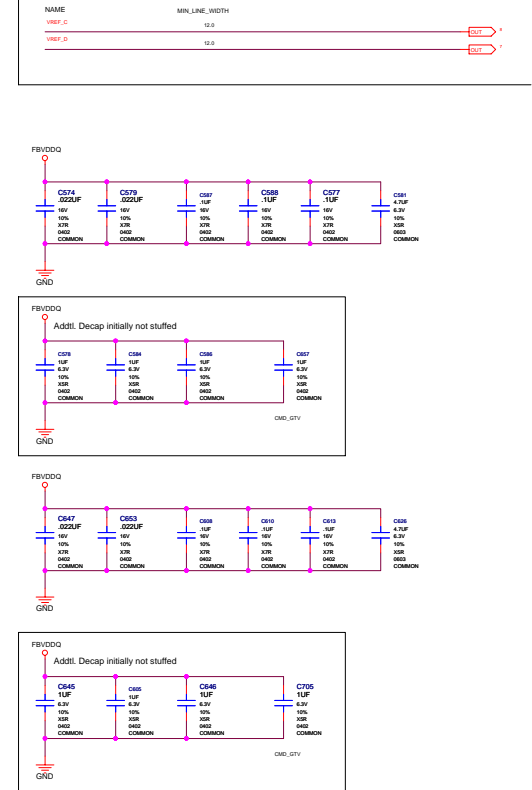 NAME MIN_LINE_WIDTH
VREF_C 12.0 OUT 8
VREF_D 12.0 OUT 7
FBVDDQ
C574 C579 C587 C588 C577 C581
.022UF .022UF .1UF .1UF .1UF 4.7UF
16V 16V 16V 16V 16V 6.3V
10% 10% 10% 10% 10% 10%
X7R X7R X7R X7R X7R X5R
0402 0402 0402 0402 0402 0603
COMMON COMMON COMMON COMMON COMMON COMMON
GND
FBVDDQ
Addtl. Decap initially not stuffed
C578 C584 C586 C657
1UF 1UF 1UF 1UF
6.3V 6.3V 6.3V 6.3V
10% 10% 10% 10%
X5R X5R X5R X5R
0402 0402 0402 0402
COMMON COMMON COMMON COMMON
CMD_GTV
GND
FBVDDQ
C647 C653 C608 C610 C613 C626
.022UF .022UF .1UF .1UF .1UF 4.7UF
16V 16V 16V 16V 16V 6.3V
10% 10% 10% 10% 10% 10%
X7R X7R X7R X7R X7R X5R
0402 0402 0402 0402 0402 0603
COMMON COMMON COMMON COMMON COMMON COMMON
GND
FBVDDQ
Addtl. Decap initially not stuffed
C645 C605 C646 C705
1UF 1UF 1UF 1UF
6.3V 6.3V 6.3V 6.3V
10% 10% 10% 10%
X5R X5R X5R X5R
0402 0402 0402 0402
COMMON COMMON COMMON COMMON
CMD_GTV
GND